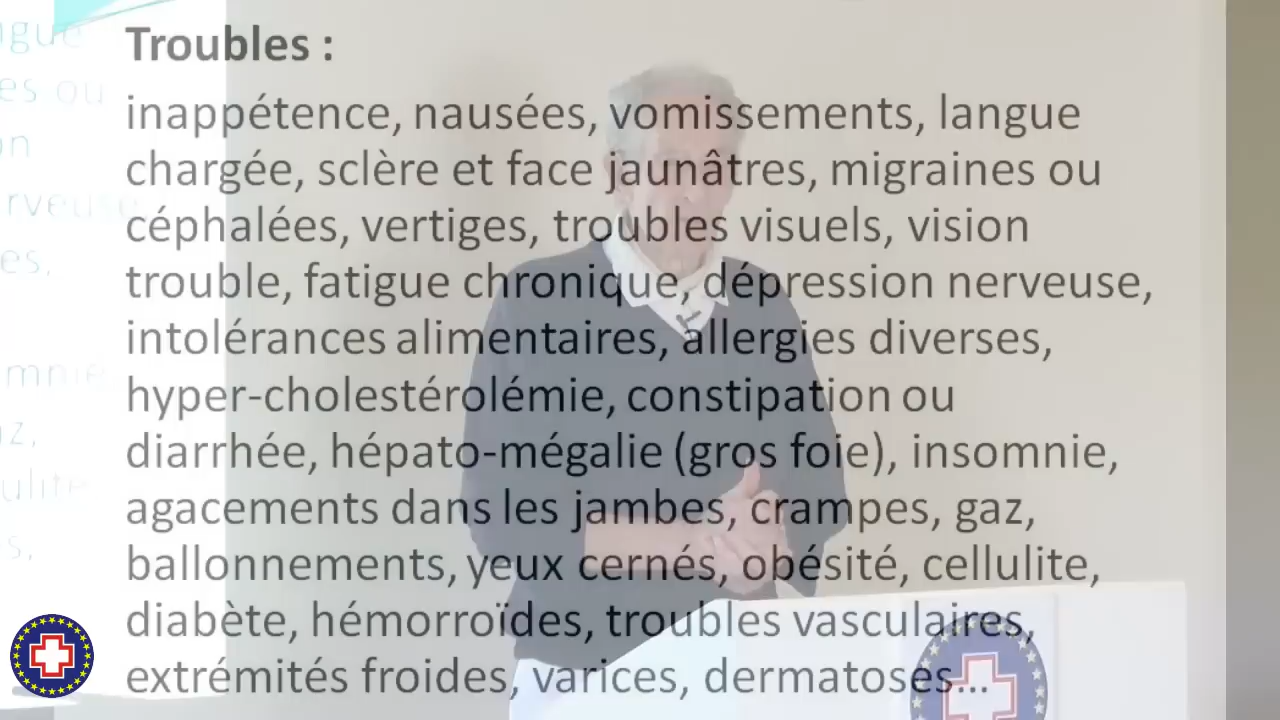 Troubles :
inappétence, nausées, vomissements, langue
chargée, sclère et face jaunâtres, migraines ou
céphalées, vertiges, troubles visuels, vision
trouble, fatigue chronique, dépression nerveuse,
intolérances alimentaires, allergies diverses,
hyper-cholestérolémie, constipation ou
diarrhée, hépato-mégalie (gros foie), insomnie,
agacements dans les jambes, crampes, gaz,
ballonnements, yeux cernés, obésité, cellulite,
diabète, hémorroïdes, troubles vasculaires,
extrémités froides, varices, dermatoses...